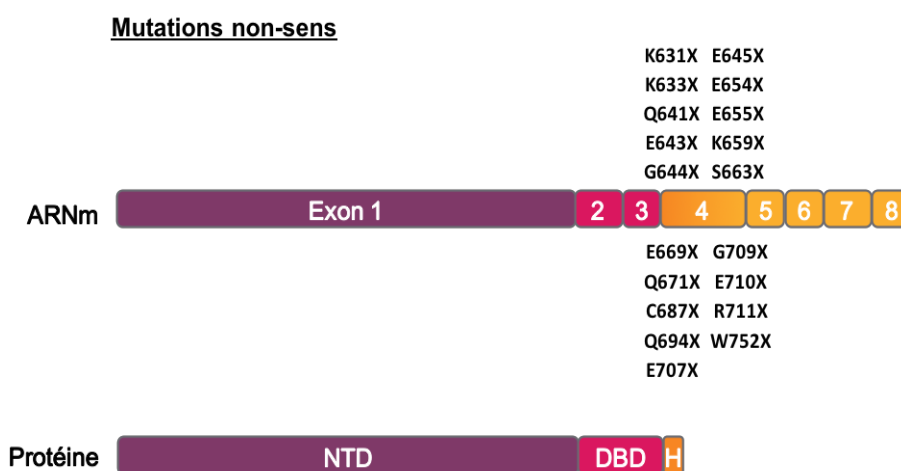 Mutations non-sens
K631X E645X
K633X E654X
Q641X E655X
E643X K659X
G644X S663X
ARNm Exon 1 2 3 4 5 6 7 8
E669X G709X
Q671X E710X
C687X R711X
Q694X W752X
E707X
Protéine NTD DBD H